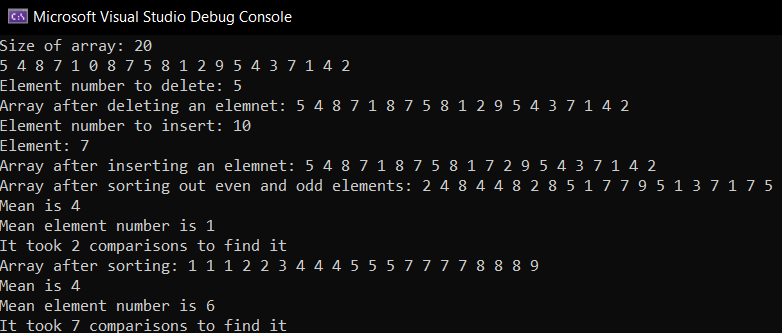 Microsoft Visual Studio Debug Console
Size of array: 20
5 4 8 7 1 0 8 7 5 8 1 2 9 5 4 3 7 1 4 2
Element number to delete: 5
Array after deleting an elemnet: 5 4 8 7 1 8 7 5 8 1 2 9 5 4 3 7 1 4 2
Element number to insert: 10
Element: 7
Array after inserting an elemnet: 5 4 8 7 1 8 7 5 8 1 7 2 9 5 4 3 7 1 4 2
Array after sorting out even and odd elements: 2 4 8 4 4 8 2 8 5 1 7 7 9 5 1 3 7 1 7 5
Mean is 4
Mean element number is 1
It took 2 comparisons to find it
Array after sorting: 1 1 1 2 2 3 4 4 4 5 5 5 7 7 7 7 8 8 8 9
Mean is 4
Mean element number is 6
It took 7 comparisons to find it